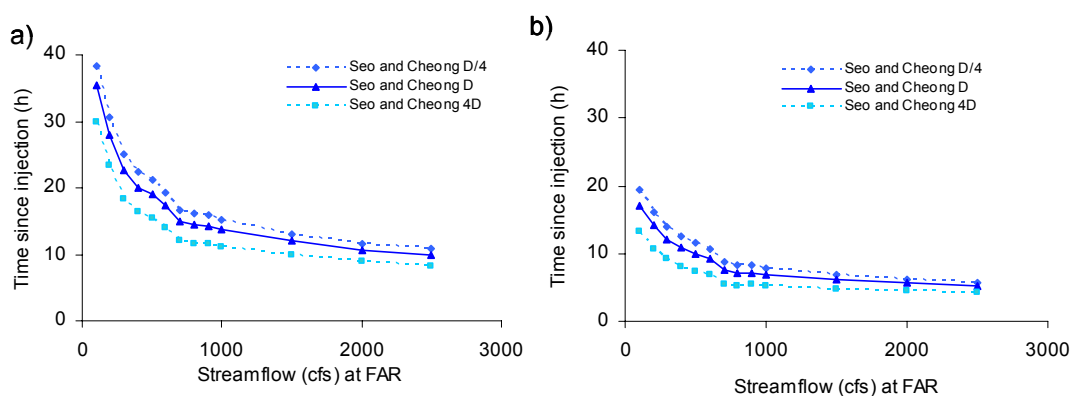 a)
40
30
20
10
0
Time since injection (h)
Seo and Cheong D/4
Seo and Cheong D
Seo and Cheong 4D
0 1000 2000 3000
Streamflow (cfs) at FAR
b)
40
30
20
10
0
Time since injection (h)
Seo and Cheong D/4
Seo and Cheong D
Seo and Cheong 4D
0 1000 2000 3000
Streamflow (cfs) at FAR